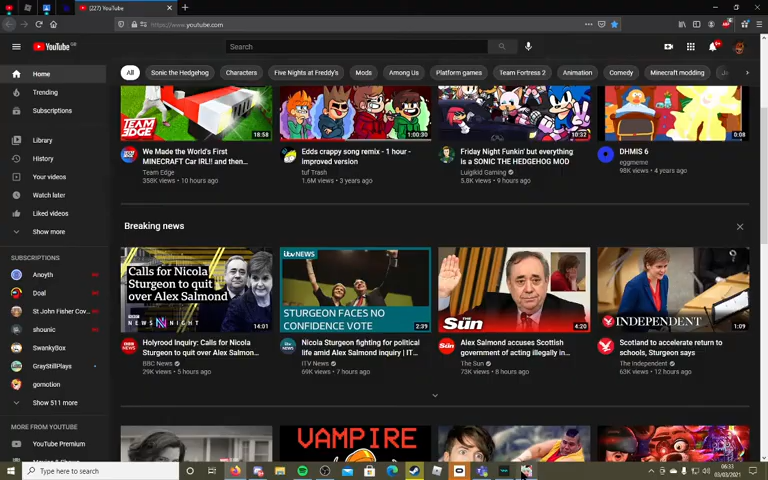 (227) YouTube
https://www.youtube.com
YouTube GB
Search
9+
Home
Trending
Subscriptions
Library
History
Your videos
Watch later
Liked videos
Show more
SUBSCRIPTIONS
Anoyth
Doal
St John Fisher Cov...
shounic
SwankyBox
GrayStillPlays
gomotion
Show 511 more
MORE FROM YOUTUBE
YouTube Premium
All
Sonic the Hedgehog
Characters
Five Nights at Freddy's
Mods
Among Us
Platform games
Team Fortress 2
Animation
Comedy
Minecraft modding
TEAM EDGE
18:58
1:00:30
10:32
0:08
We Made the World's First
MINECRAFT Car IRL!! and then...
Team Edge
358K views • 10 hours ago
Edds crappy song remix - 1 hour -
improved version
tuf Trash
1.6M views • 3 years ago
Friday Night Funkin' but everything
is a SONIC THE HEDGEHOG MOD
Luigikid Gaming
5.8K views • 9 hours ago
DHMIS 6
eggmeme
98K views • 4 years ago
Breaking news
Calls for Nicola
Sturgeon to quit
over Alex Salmond
BBC NEWSNIGHT
14:01
itv NEWS
STURGEON FACES NO
CONFIDENCE VOTE
2:39
The Sun
4:20
INDEPENDENT
1:09
Holyrood Inquiry: Calls for Nicola
Sturgeon to quit over Alex Salmon...
BBC News
29K views • 5 hours ago
Nicola Sturgeon fighting for political
life amid Alex Salmond inquiry | IT...
ITV News
69K views • 7 hours ago
Alex Salmond accuses Scottish
government of acting illegally in...
The Sun
73K views • 8 hours ago
Scotland to accelerate return to
schools, Sturgeon says
The Independent
63K views • 12 hours ago
VAMPIRE
Type here to search
06:33
03/03/2021